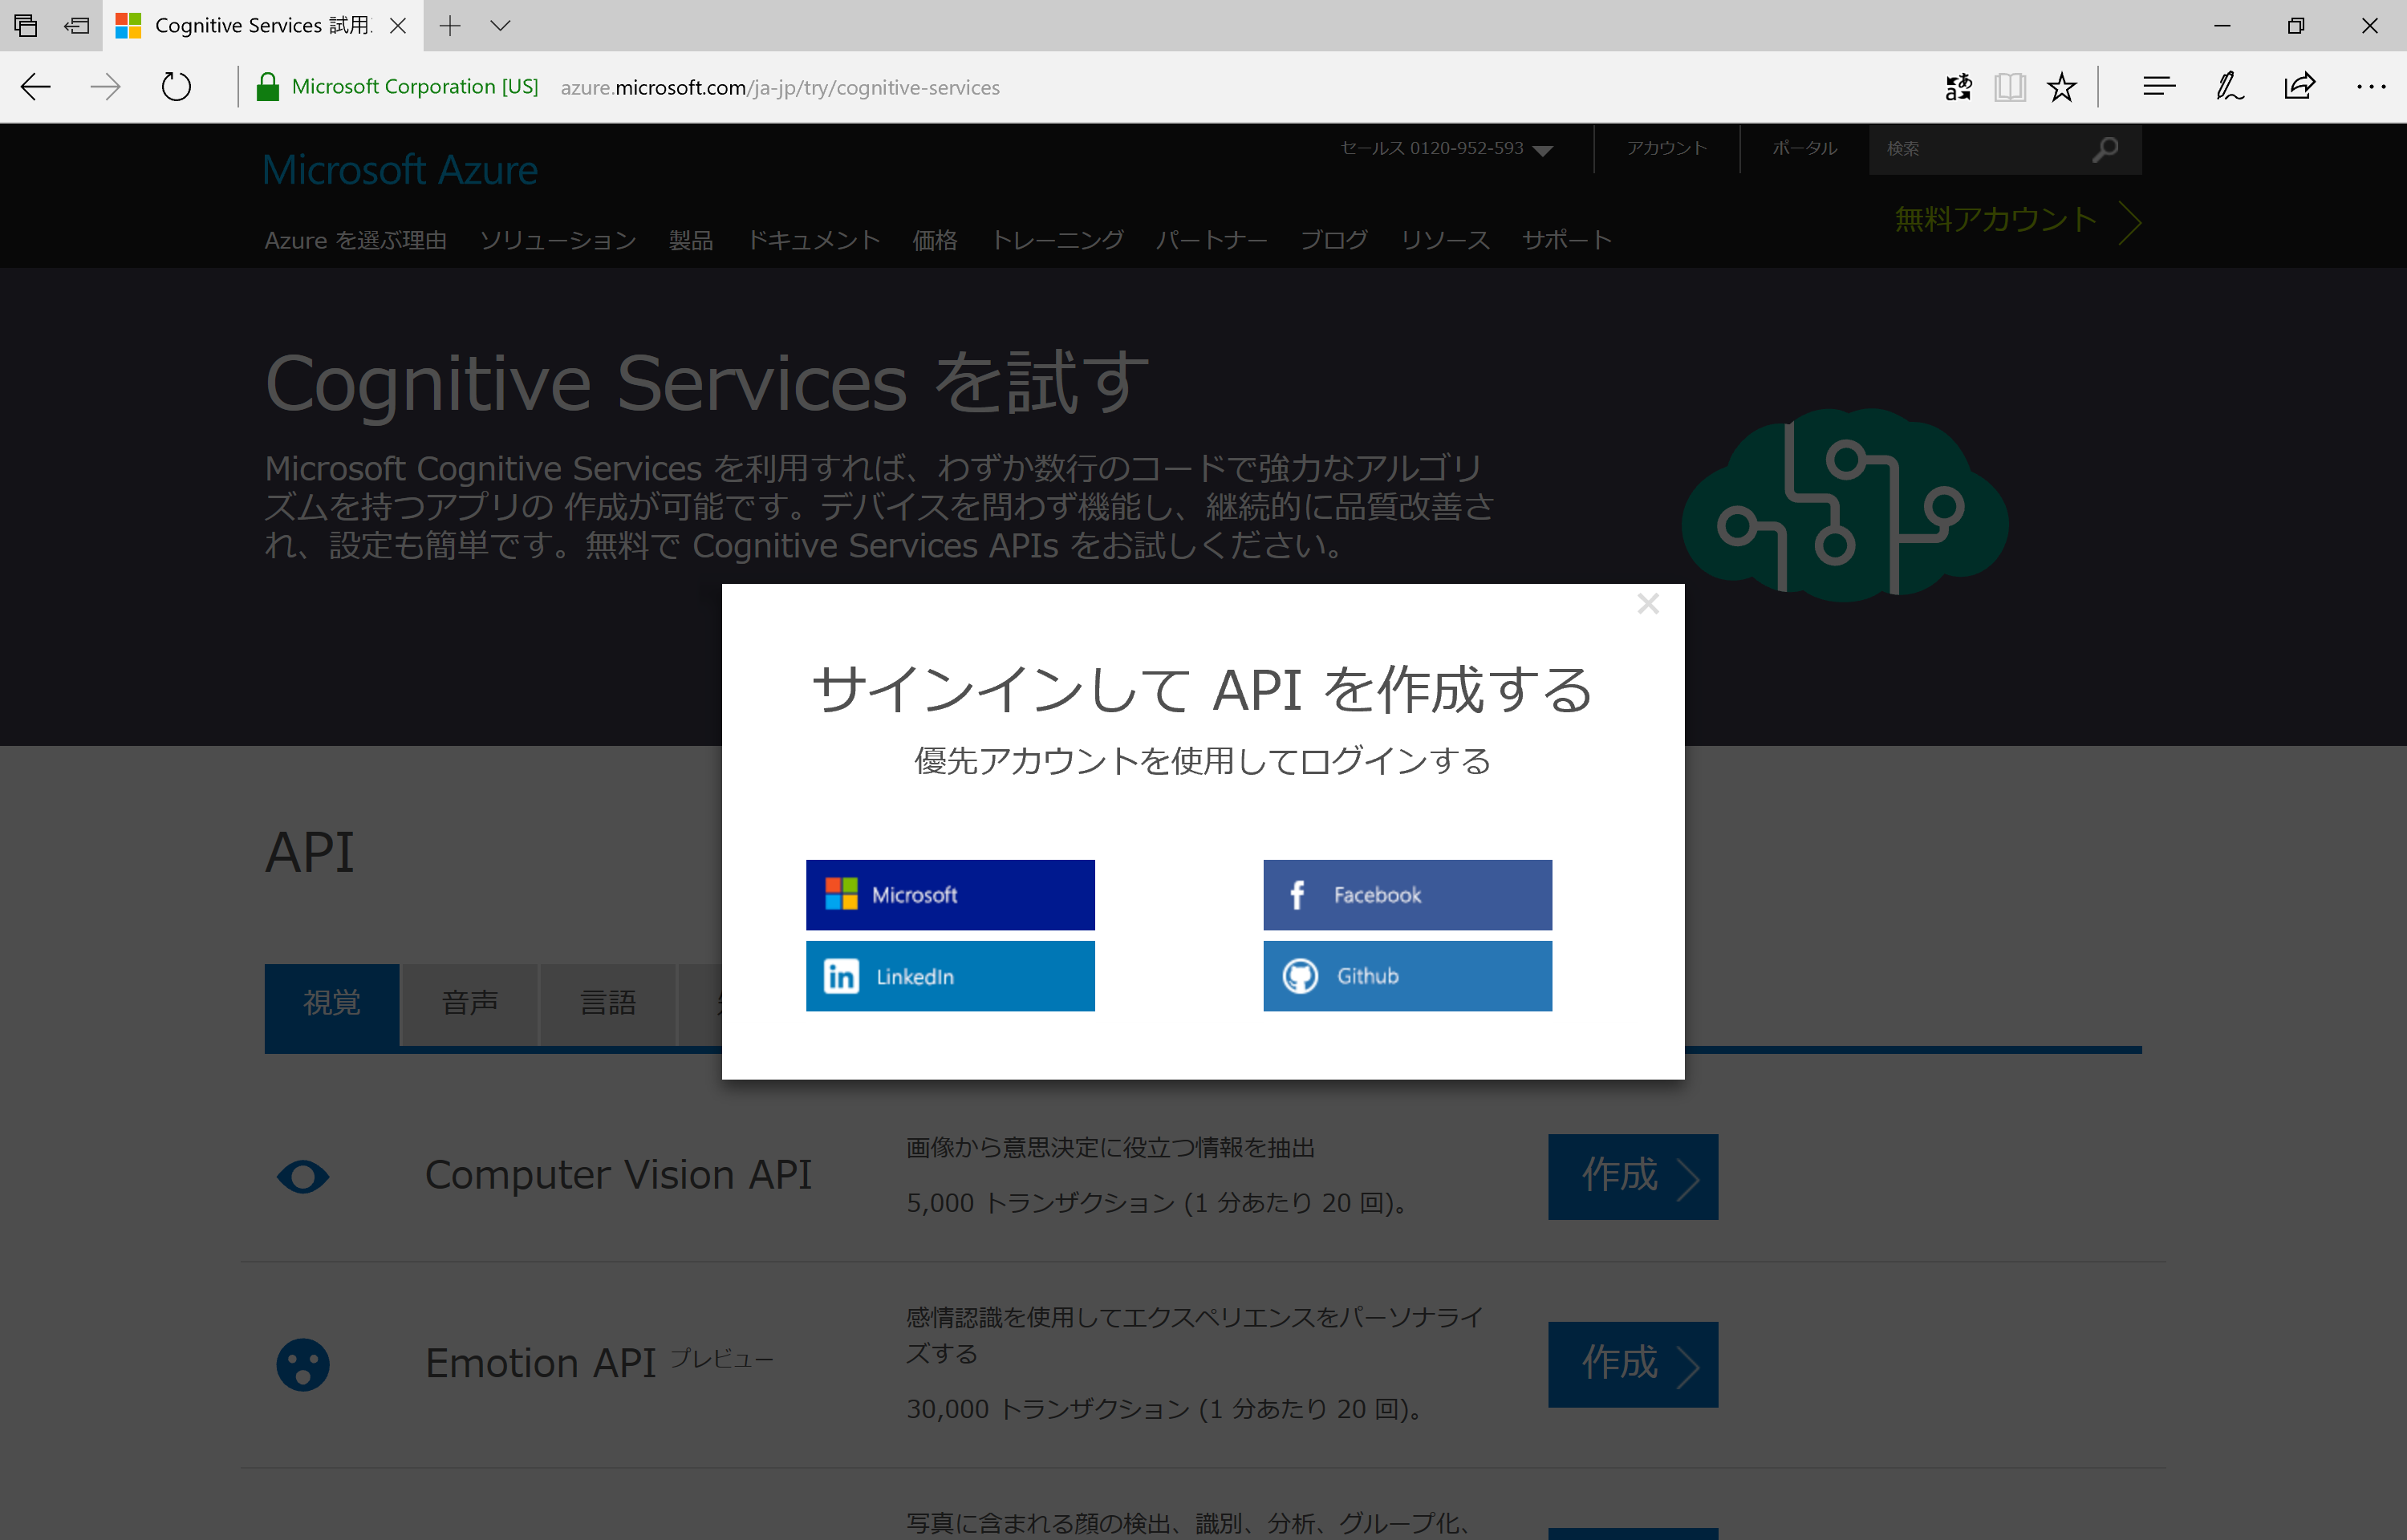 Cognitive Services 試用
Microsoft Corporation [US]
azure.microsoft.com/ja-jp/try/cognitive-services
Microsoft Azure
セールス 0120-952-593
アカウント
ポータル
検索
無料アカウント
Azure を選ぶ理由 ソリューション 製品 ドキュメント 価格 トレーニング パートナー ブログ リソース サポート
Cognitive Services を試す
Microsoft Cognitive Services を利用すれば、わずか数行のコードで強力なアルゴリ
ズムを持つアプリの 作成が可能です。デバイスを問わず機能し、継続的に品質改善さ
れ、設定も簡単です。無料で Cognitive Services APIs をお試しください。
サインインして API を作成する
優先アカウントを使用してログインする
Microsoft
Facebook
LinkedIn
Github
API
視覚
音声
言語
Computer Vision API
画像から意思決定に役立つ情報を抽出
5,000 トランザクション (1 分あたり 20 回)。
作成
Emotion API プレビュー
感情認識を使用してエクスペリエンスをパーソナライ
ズする
30,000 トランザクション (1 分あたり 20 回)。
作成
写真に含まれる顔の検出、識別、分析、グループ化、